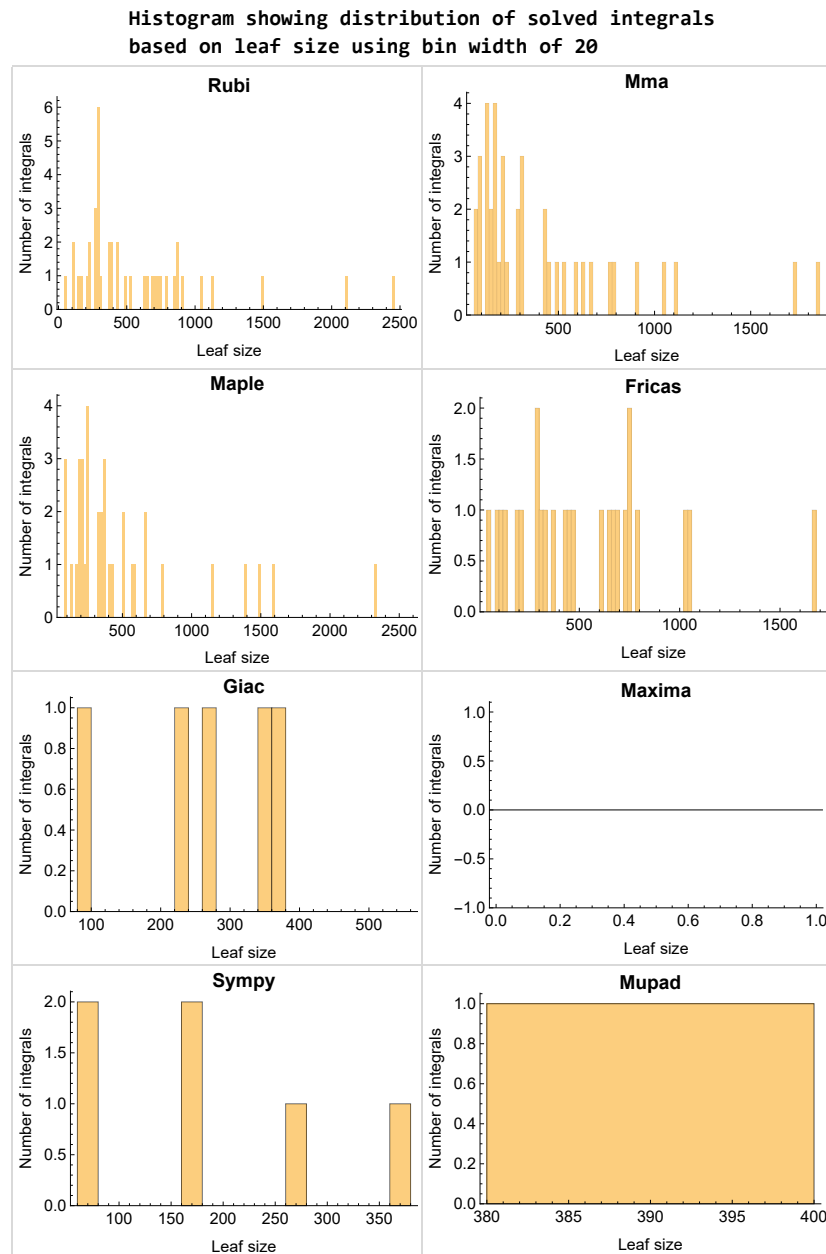 Histogram showing distribution of solved integrals
based on leaf size using bin width of 20
Rubi
Number of integrals
6
5
4
3
2
1
0
0 500 1000 1500 2000 2500
Leaf size
Mma
Number of integrals
4
3
2
1
0
500 1000 1500
Leaf size
Maple
Number of integrals
4
3
2
1
0
500 1000 1500 2000 2500
Leaf size
Fricas
Number of integrals
2.0
1.5
1.0
0.5
0.0
500 1000 1500
Leaf size
Giac
Number of integrals
1.0
0.8
0.6
0.4
0.2
0.0
100 200 300 400 500
Leaf size
Maxima
Number of integrals
1.0
0.5
0.0
−0.5
−1.0
0.0 0.2 0.4 0.6 0.8 1.0
Leaf size
Sympy
Number of integrals
2.0
1.5
1.0
0.5
0.0
100 150 200 250 300 350
Leaf size
Mupad
Number of integrals
1.0
0.8
0.6
0.4
0.2
0.0
380 385 390 395 400
Leaf size